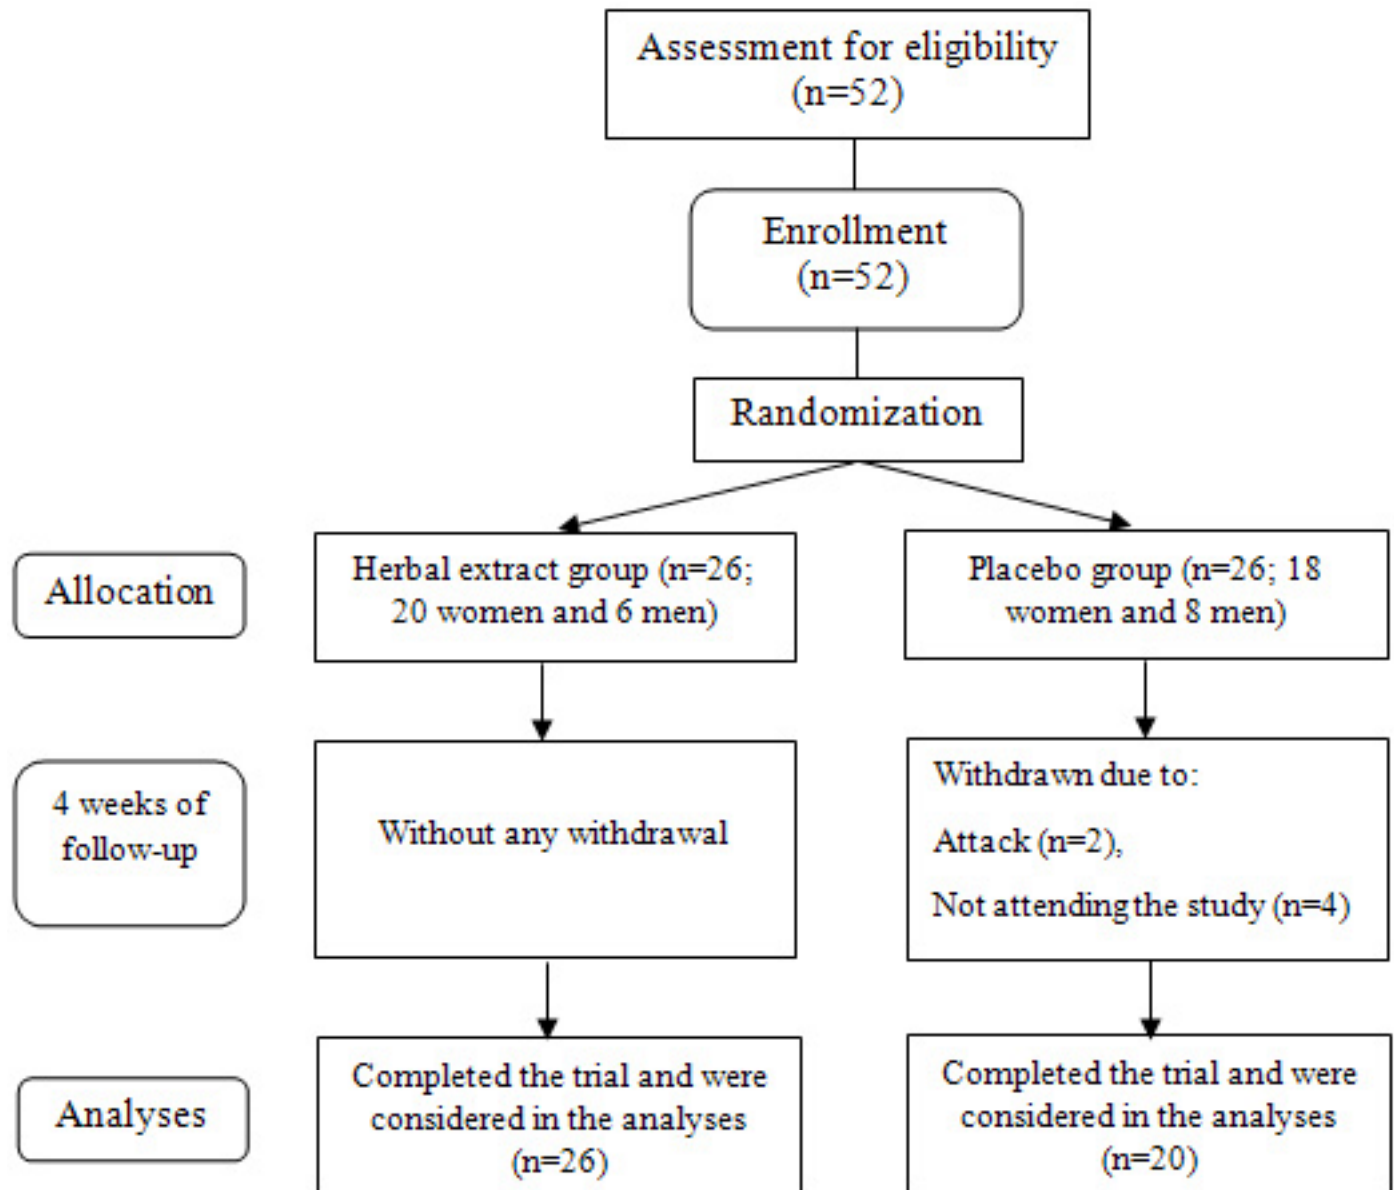 Assessment for eligibility
(n=52)
Enrollment
(n=52)
Randomization
Allocation
Herbal extract group (n=26;
20 women and 6 men)
Placebo group (n=26; 18
women and 8 men)
4 weeks of
follow-up
Without any withdrawal
Withdrawn due to:
Attack (n=2),
Not attending the study (n=4)
Analyses
Completed the trial and were
considered in the analyses
(n=26)
Completed the trial and were
considered in the analyses
(n=20)